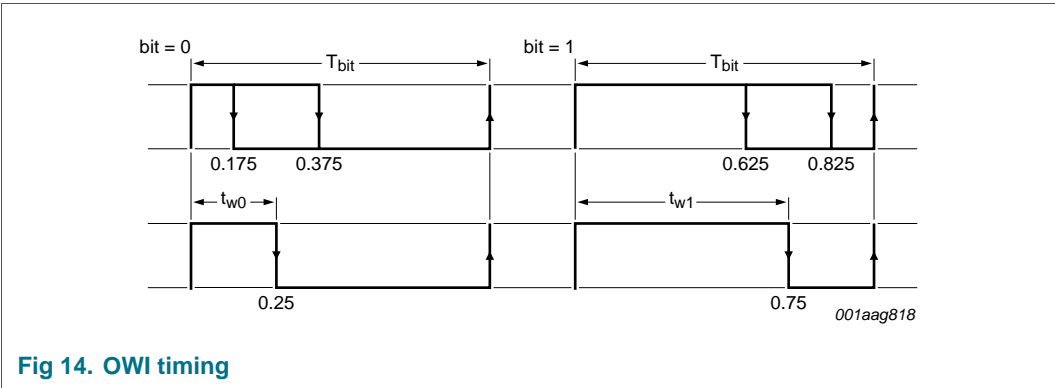 bit = 0
T_bit
bit = 1
T_bit
0.175
0.375
0.625
0.825
t_w0
t_w1
0.25
0.75
001aag818
Fig 14. OWI timing